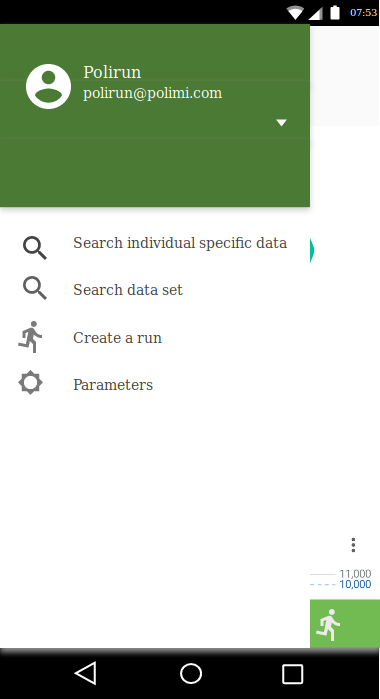 07:53
Polirun
polirun@polimi.com
Search individual specific data
Search data set
Create a run
Parameters
11,000
10,000